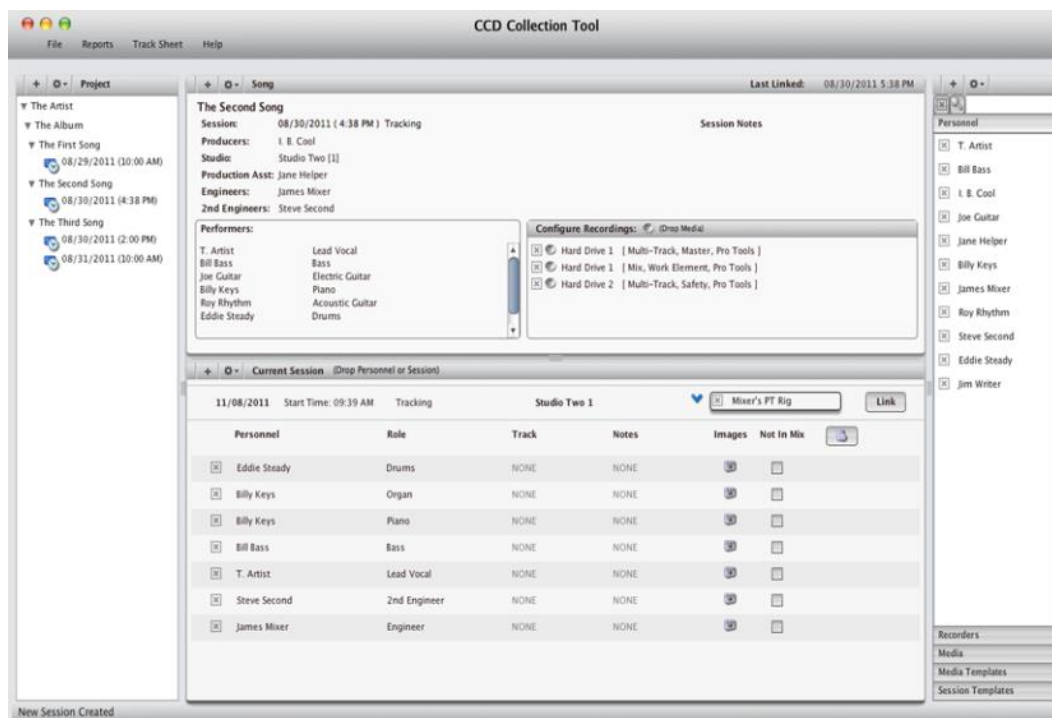 CCD Collection Tool
File Reports Track Sheet Help
+ Project
The Artist
The Album
The First Song
08/29/2011 (10:00 AM)
The Second Song
08/30/2011 (4:38 PM)
The Third Song
08/30/2011 (2:00 PM)
08/31/2011 (10:00 AM)
+ Song Last Linked: 08/30/2011 5:38 PM
The Second Song
Session: 08/30/2011 ( 4:38 PM ) Tracking Session Notes
Producers: I. B. Cool
Studio: Studio Two [1]
Production Asst: Jane Helper
Engineers: James Mixer
2nd Engineers: Steve Second
Performers:
T. Artist Lead Vocal
Bill Bass Bass
Joe Guitar Electric Guitar
Billy Keys Piano
Roy Rhythm Acoustic Guitar
Eddie Steady Drums
Configure Recordings: (Drop Media)
Hard Drive 1 [ Multi-Track, Master, Pro Tools ]
Hard Drive 1 [ Mix, Work Element, Pro Tools ]
Hard Drive 2 [ Multi-Track, Safety, Pro Tools ]
+ Current Session (Drop Personnel or Session)
11/08/2011 Start Time: 09:39 AM Tracking Studio Two 1 Mixer's PT Rig Link
Personnel Role Track Notes Images Not In Mix
Eddie Steady Drums NONE NONE
Billy Keys Organ NONE NONE
Billy Keys Piano NONE NONE
Bill Bass Bass NONE NONE
T. Artist Lead Vocal NONE NONE
Steve Second 2nd Engineer NONE NONE
James Mixer Engineer NONE NONE
+
Personnel
T. Artist
Bill Bass
I. B. Cool
Joe Guitar
Jane Helper
Billy Keys
James Mixer
Roy Rhythm
Steve Second
Eddie Steady
Jim Writer
Recorders
Media
Media Templates
Session Templates
New Session Created